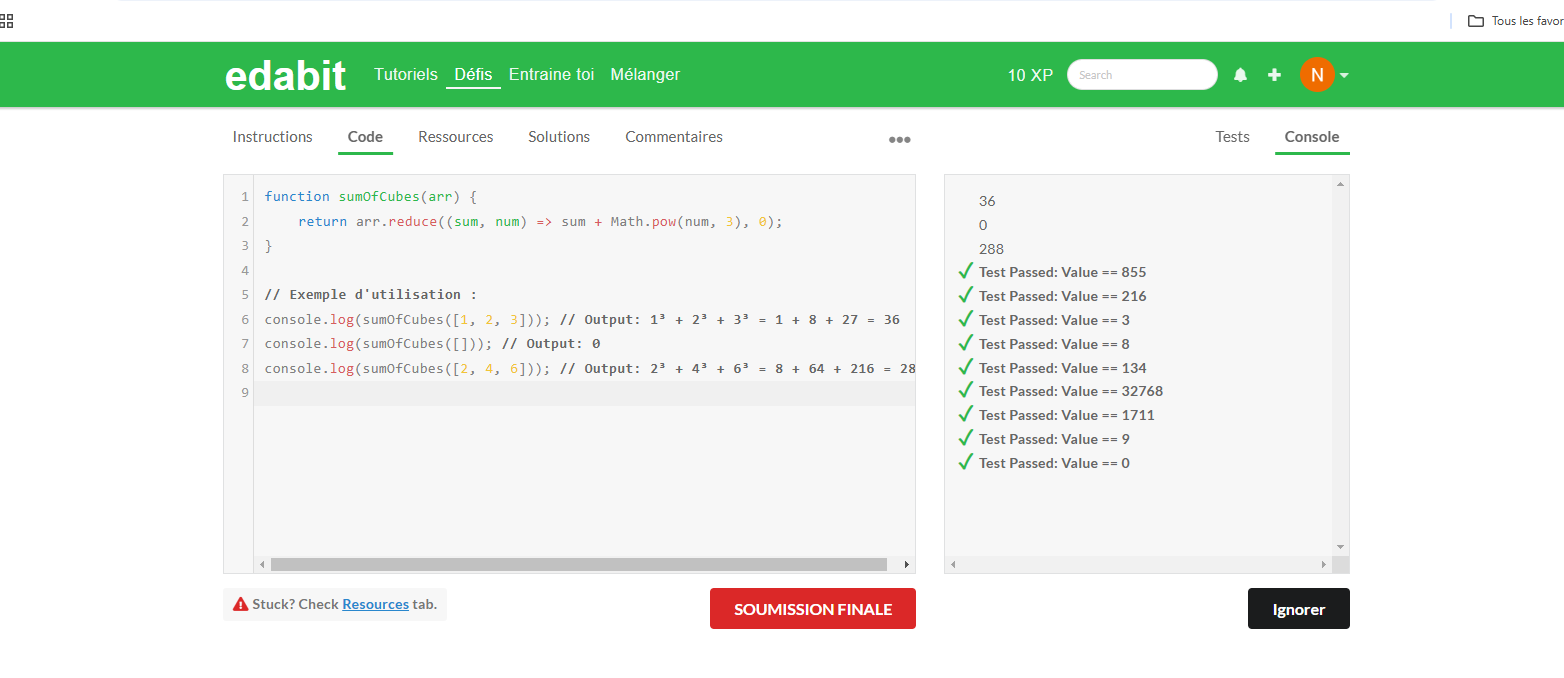 Tous les favor
edabit Tutoriels Défis Entraine toi Mélanger 10 XP Search N
Instructions Code Ressources Solutions Commentaires ••• Tests Console
1 function sumOfCubes(arr) {
2 return arr.reduce((sum, num) => sum + Math.pow(num, 3), 0);
3 }
4
5 // Exemple d'utilisation :
6 console.log(sumOfCubes([1, 2, 3])); // Output: 1³ + 2³ + 3³ = 1 + 8 + 27 = 36
7 console.log(sumOfCubes([])); // Output: 0
8 console.log(sumOfCubes([2, 4, 6])); // Output: 2³ + 4³ + 6³ = 8 + 64 + 216 = 28
9
36
0
288
Test Passed: Value == 855
Test Passed: Value == 216
Test Passed: Value == 3
Test Passed: Value == 8
Test Passed: Value == 134
Test Passed: Value == 32768
Test Passed: Value == 1711
Test Passed: Value == 9
Test Passed: Value == 0
Stuck? Check Resources tab.
SOUMISSION FINALE
Ignorer